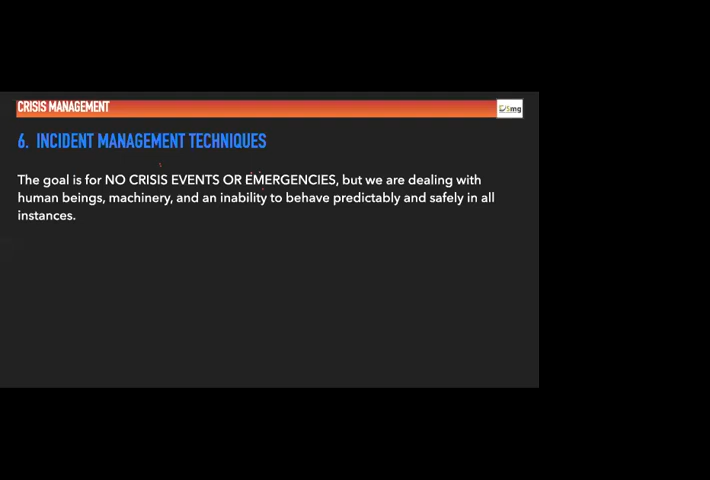 CRISIS MANAGEMENT
5mg
6. INCIDENT MANAGEMENT TECHNIQUES
The goal is for NO CRISIS EVENTS OR EMERGENCIES, but we are dealing with
human beings, machinery, and an inability to behave predictably and safely in all
instances.